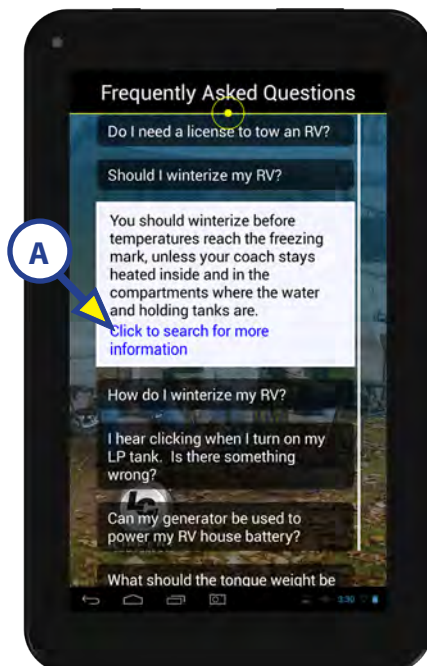 Frequently Asked Questions
Do I need a license to tow an RV?
Should I winterize my RV?
You should winterize before
temperatures reach the freezing
mark, unless your coach stays
heated inside and in the
compartments where the water
and holding tanks are.
Click to search for more
information
A
How do I winterize my RV?
I hear clicking when I turn on my
LP tank. Is there something
wrong?
LC
Can my generator be used to
power my RV house battery?
What should the tongue weight be
3:30